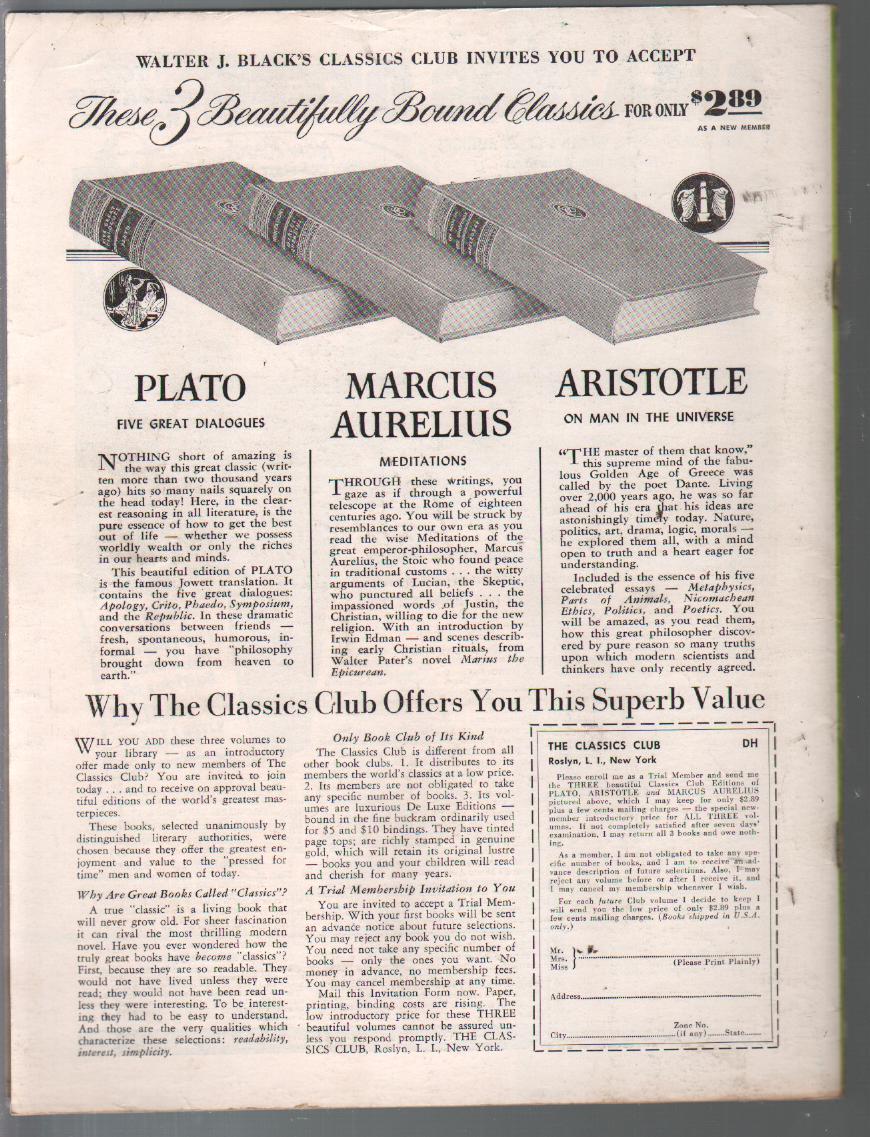 WALTER J. BLACK'S CLASSICS CLUB INVITES YOU TO ACCEPT
These 3 Beautifully Bound Classics FOR ONLY $2.89
AS A NEW MEMBER
PLATO
FIVE GREAT DIALOGUES
NOTHING short of amazing is
the way this great classic (writ-
ten more than two thousand years
ago) hits so many nails squarely on
the head today! Here, in the clear-
est reasoning in all literature, is the
pure essence of how to get the best
out of life — whether we possess
worldly wealth or only the riches
in our hearts and minds.
This beautiful edition of PLATO
is the famous Jowett translation. It
contains the five great dialogues:
Apology, Crito, Phaedo, Symposium,
and the Republic. In these dramatic
conversations between friends —
fresh, spontaneous, humorous, in-
formal — you have "philosophy
brought down from heaven to
earth."
MARCUS
AURELIUS
MEDITATIONS
THROUGH these writings, you
gaze as if through a powerful
telescope at the Rome of eighteen
centuries ago. You will be struck by
resemblances to our own era as you
read the wise Meditations of the
great emperor-philosopher, Marcus
Aurelius, the Stoic who found peace
in traditional customs . . . the witty
arguments of Lucian, the Skeptic,
who punctured all beliefs . . . the
impassioned words of Justin, the
Christian, willing to die for the new
religion. With an introduction by
Irwin Edman — and scenes describ-
ing early Christian rituals, from
Walter Pater's novel Marius the
Epicurean.
ARISTOTLE
ON MAN IN THE UNIVERSE
"THE master of them that know,"
this supreme mind of the fabu-
lous Golden Age of Greece was
called by the poet Dante. Living
over 2,000 years ago, he was so far
ahead of his era that his ideas are
astonishingly timely today. Nature,
politics, art, drama, logic, morals —
he explored them all, with a mind
open to truth and a heart eager for
understanding.
Included is the essence of his five
celebrated essays — Metaphysics,
Parts of Animals, Nicomachean
Ethics, Politics, and Poetics. You
will be amazed, as you read them,
how this great philosopher discov-
ered by pure reason so many truths
upon which modern scientists and
thinkers have only recently agreed.
Why The Classics Club Offers You This Superb Value
WILL YOU ADD these three volumes to
your library — as an introductory
offer made only to new members of The
Classics Club? You are invited to join
today . . . and to receive on approval beau-
tiful editions of the world's greatest mas-
terpieces.
These books, selected unanimously by
distinguished literary authorities, were
chosen because they offer the greatest en-
joyment and value to the "pressed for
time" men and women of today.
Why Are Great Books Called "Classics"?
A true "classic" is a living book that
will never grow old. For sheer fascination
it can rival the most thrilling modern
novel. Have you ever wondered how the
truly great books have become "classics"?
First, because they are so readable. They
would not have lived unless they were
read; they would not have been read un-
less they were interesting. To be interest-
ing they had to be easy to understand.
And those are the very qualities which
characterize these selections: readability,
interest, simplicity.
Only Book Club of Its Kind
The Classics Club is different from all
other book clubs. 1. It distributes to its
members the world's classics at a low price.
2. Its members are not obligated to take
any specific number of books. 3. Its vol-
umes are luxurious De Luxe Editions —
bound in the fine buckram ordinarily used
for $5 and $10 bindings. They have tinted
page tops; are richly stamped in genuine
gold, which will retain its original lustre
— books you and your children will read
and cherish for many years.
A Trial Membership Invitation to You
You are invited to accept a Trial Mem-
bership. With your first books will be sent
an advance notice about future selections.
You may reject any book you do not wish.
You need not take any specific number of
books — only the ones you want. No
money in advance, no membership fees.
You may cancel membership at any time.
Mail this Invitation Form now. Paper,
printing, binding costs are rising. The
low introductory price for these THREE
beautiful volumes cannot be assured un-
less you respond promptly. THE CLAS-
SICS CLUB, Roslyn, L. I., New York.
THE CLASSICS CLUB DH
Roslyn, L. I., New York
Please enroll me as a Trial Member and send me
the THREE beautiful Classics Club Editions of
PLATO, ARISTOTLE and MARCUS AURELIUS
pictured above, which I may keep for only $2.89
plus a few cents mailing charges — the special new-
member introductory price for ALL THREE vol-
umes. If not completely satisfied after seven days'
examination, I may return all 3 books and owe noth-
ing.
As a member, I am not obligated to take any spe-
cific number of books, and I am to receive an ad-
vance description of future selections. Also, I may
reject any volume before or after I receive it, and
I may cancel my membership whenever I wish.
For each future Club volume I decide to keep I
will send you the low price of only $2.89 plus a
few cents mailing charges. (Books shipped in U.S.A.
only.)
Mr.
Mrs.
Miss
(Please Print Plainly)
Address
Zone No.
City (if any) State